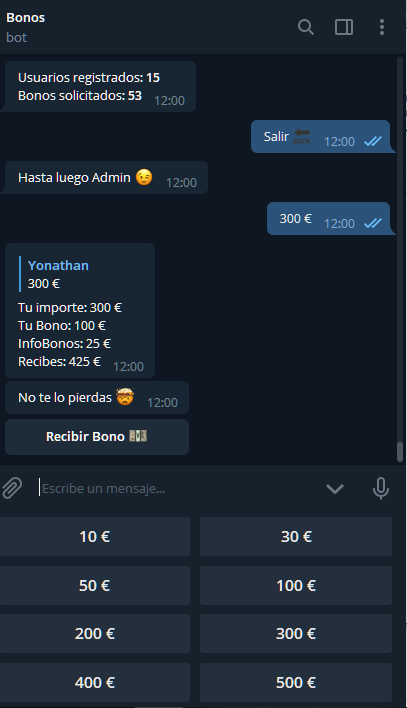 Bonos
bot
Usuarios registrados: 15
Bonos solicitados: 53 12:00
Salir 🔙 12:00
Hasta luego Admin 😉 12:00
300 € 12:00
Yonathan
300 €
Tu importe: 300 €
Tu Bono: 100 €
InfoBonos: 25 €
Recibes: 425 € 12:00
No te lo pierdas 🤯 12:00
Recibir Bono 💵
Escribe un mensaje...
10 € 30 €
50 € 100 €
200 € 300 €
400 € 500 €